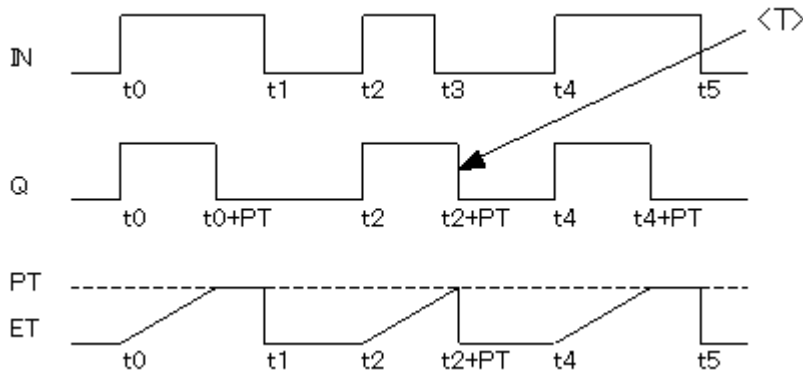 <T>
IN
t0 t1 t2 t3 t4 t5
Q
t0 t0+PT t2 t2+PT t4 t4+PT
PT
ET
t0 t1 t2 t2+PT t4 t5